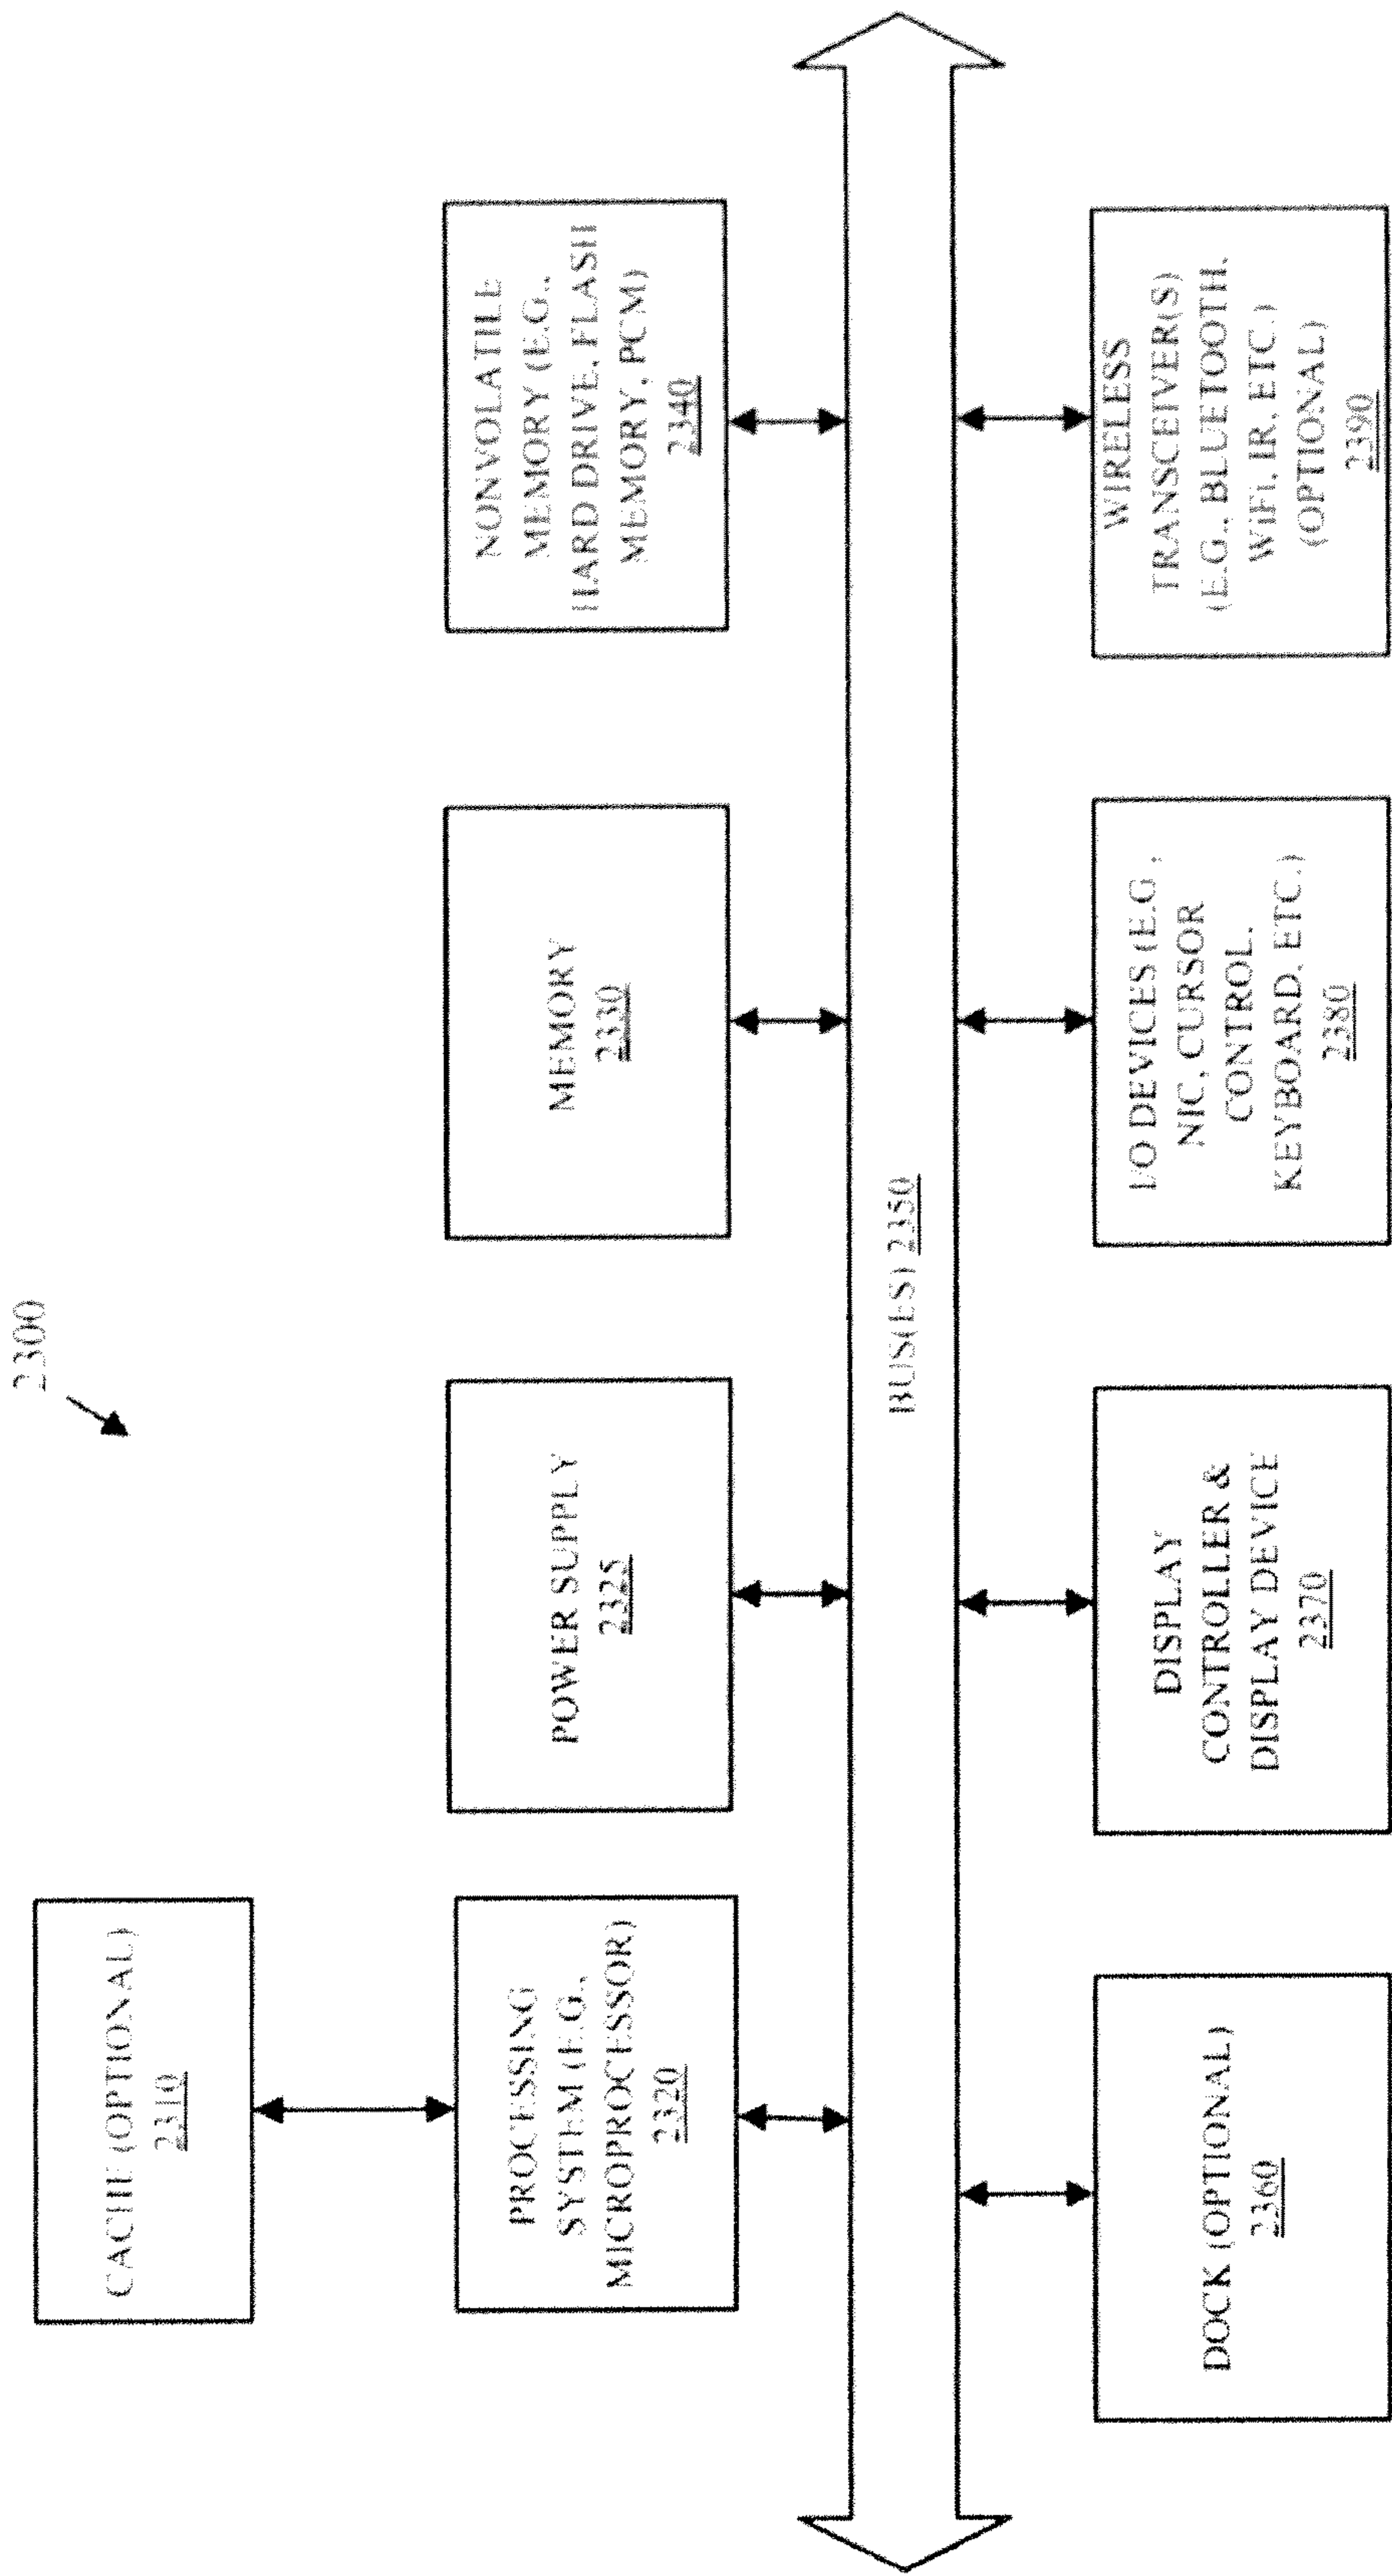 2300
CACHE (OPTIONAL)
2310
PROCESSING
SYSTEM (E.G.,
MICROPROCESSOR)
2320
POWER SUPPLY
2325
MEMORY
2330
NONVOLATILE
MEMORY (E.G.,
HARD DRIVE, FLASH
MEMORY, PCM)
2340
BUS(ES) 2350
DOCK (OPTIONAL)
2360
DISPLAY
CONTROLLER &
DISPLAY DEVICE
2370
I/O DEVICES (E.G.,
NIC, CURSOR
CONTROL,
KEYBOARD, ETC.)
2380
WIRELESS
TRANSCEIVER(S)
(E.G., BLUETOOTH,
WiFi, IR, ETC.)
(OPTIONAL)
2390